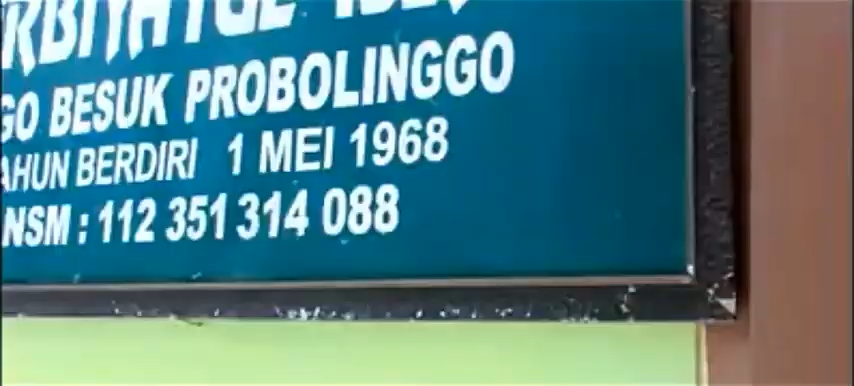 GO BESUK PROBOLINGGO
AHUN BERDIRI 1 MEI 1968
NSM : 112 351 314 088